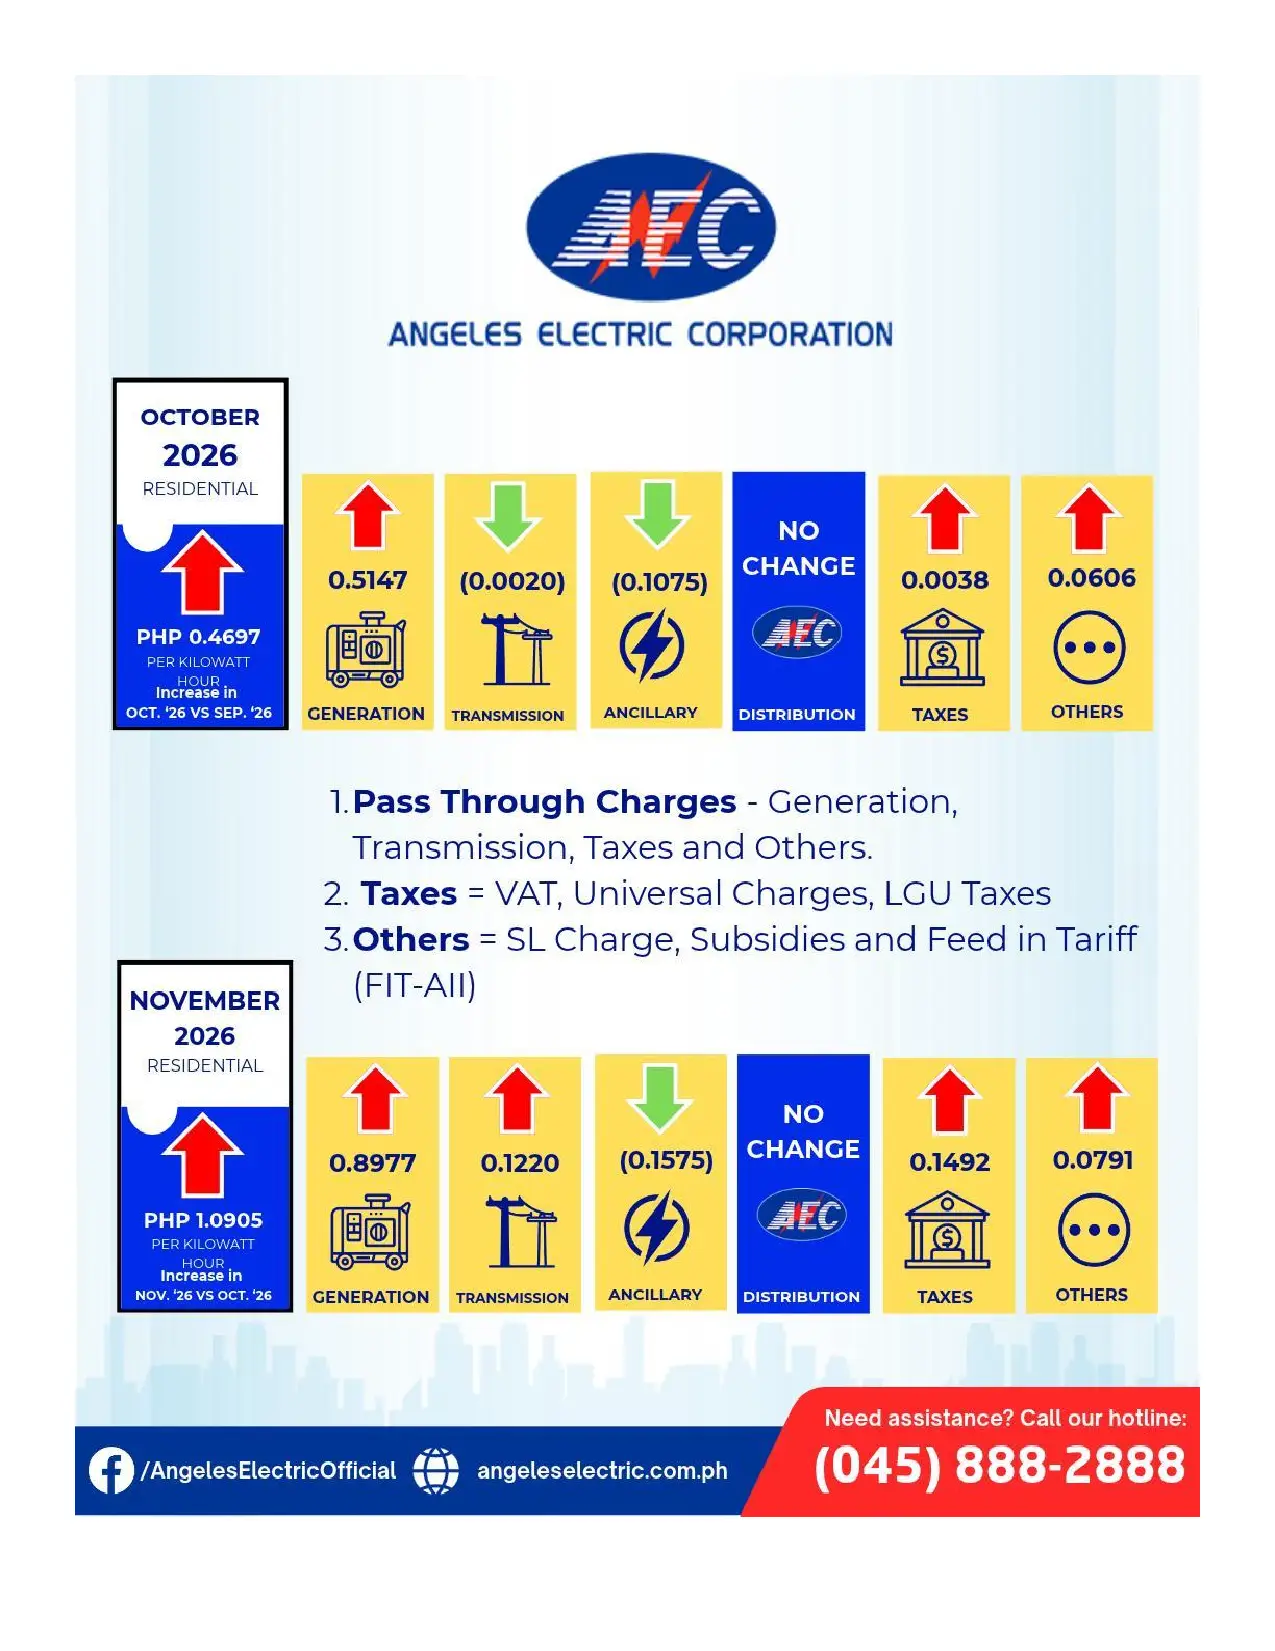 AEC
ANGELES ELECTRIC CORPORATION
OCTOBER
2026
RESIDENTIAL
PHP 0.4697
PER KILOWATT
HOUR
Increase in
OCT. '26 VS SEP. '26
0.5147
GENERATION
(0.0020)
TRANSMISSION
(0.1075)
ANCILLARY
NO
CHANGE
AEC
DISTRIBUTION
0.0038
$
TAXES
0.0606
OTHERS
1. Pass Through Charges - Generation,
Transmission, Taxes and Others.
2. Taxes = VAT, Universal Charges, LGU Taxes
3. Others = SL Charge, Subsidies and Feed in Tariff
(FIT-All)
NOVEMBER
2026
RESIDENTIAL
PHP 1.0905
PER KILOWATT
HOUR
Increase in
NOV. '26 VS OCT. '26
0.8977
GENERATION
0.1220
TRANSMISSION
(0.1575)
ANCILLARY
NO
CHANGE
AEC
DISTRIBUTION
0.1492
$
TAXES
0.0791
OTHERS
/AngelesElectricOfficial
angeleselectric.com.ph
Need assistance? Call our hotline:
(045) 888-2888